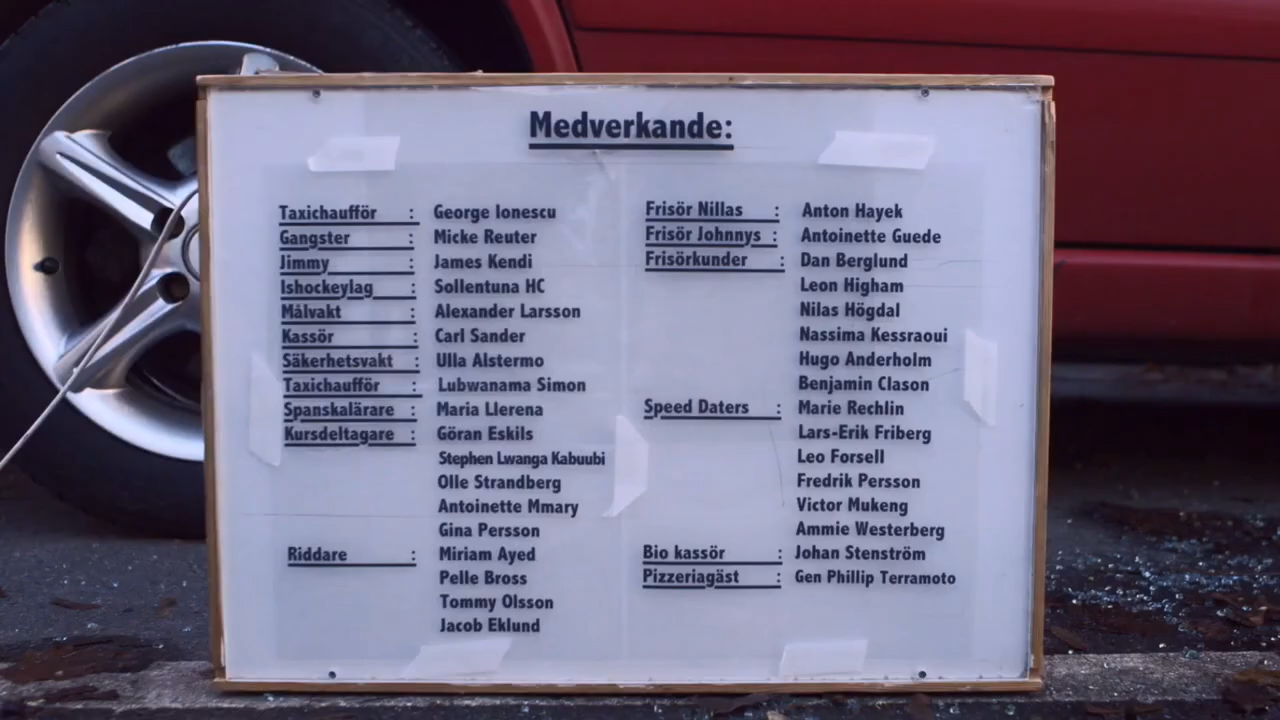 Medverkande:
Taxichaufför : George Ionescu
Gangster : Micke Reuter
Jimmy : James Kendi
Ishockeylag : Sollentuna HC
Målvakt : Alexander Larsson
Kassör : Carl Sander
Säkerhetsvakt : Ulla Alstermo
Taxichaufför : Lubwanama Simon
Spanskalärare : Maria Llerena
Kursdeltagare : Göran Eskils
Stephen Lwanga Kabuubi
Olle Strandberg
Antoinette Mmary
Gina Persson
Riddare : Miriam Ayed
Pelle Bross
Tommy Olsson
Jacob Eklund
Frisör Nillas : Anton Hayek
Frisör Johnnys : Antoinette Guede
Frisörkunder : Dan Berglund
Leon Higham
Nilas Högdal
Nassima Kessraoui
Hugo Anderholm
Benjamin Clason
Speed Daters : Marie Rechlin
Lars-Erik Friberg
Leo Forsell
Fredrik Persson
Victor Mukeng
Ammie Westerberg
Bio kassör : Johan Stenström
Pizzeriagäst : Gen Phillip Terramoto